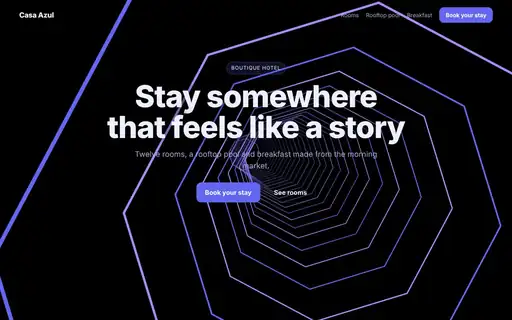 Casa Azul
Rooms Rooftop pool Breakfast Book your stay
BOUTIQUE HOTEL
Stay somewhere
that feels like a story
Twelve rooms, a rooftop pool and breakfast made from the morning
market.
Book your stay See rooms